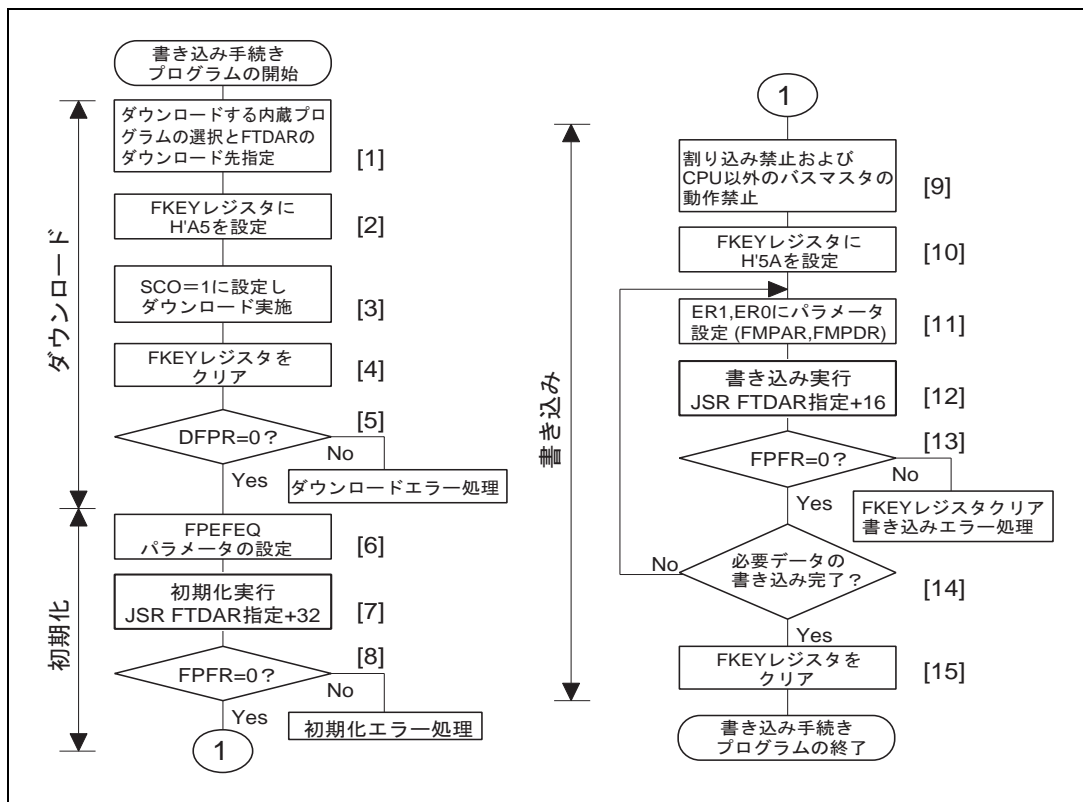 書き込み手続き
プログラムの開始
ダウンロード
ダウンロードする内蔵プロ
グラムの選択とFTDARの
ダウンロード先指定
[1]
FKEYレジスタに
H'A5を設定
[2]
SCO=1に設定し
ダウンロード実施
[3]
FKEYレジスタを
クリア
[4]
DFPR=0?
[5]
No
Yes
ダウンロードエラー処理
初期化
FPEFEQ
パラメータの設定
[6]
初期化実行
JSR FTDAR指定+32
[7]
FPFR=0?
[8]
No
Yes
初期化エラー処理
1
1
書き込み
割り込み禁止および
CPU以外のバスマスタの
動作禁止
[9]
FKEYレジスタに
H'5Aを設定
[10]
ER1,ER0にパラメータ
設定 (FMPAR,FMPDR)
[11]
書き込み実行
JSR FTDAR指定+16
[12]
FPFR=0?
[13]
No
Yes
FKEYレジスタクリア
書き込みエラー処理
必要データの
書き込み完了?
[14]
No
Yes
FKEYレジスタを
クリア
[15]
書き込み手続き
プログラムの終了